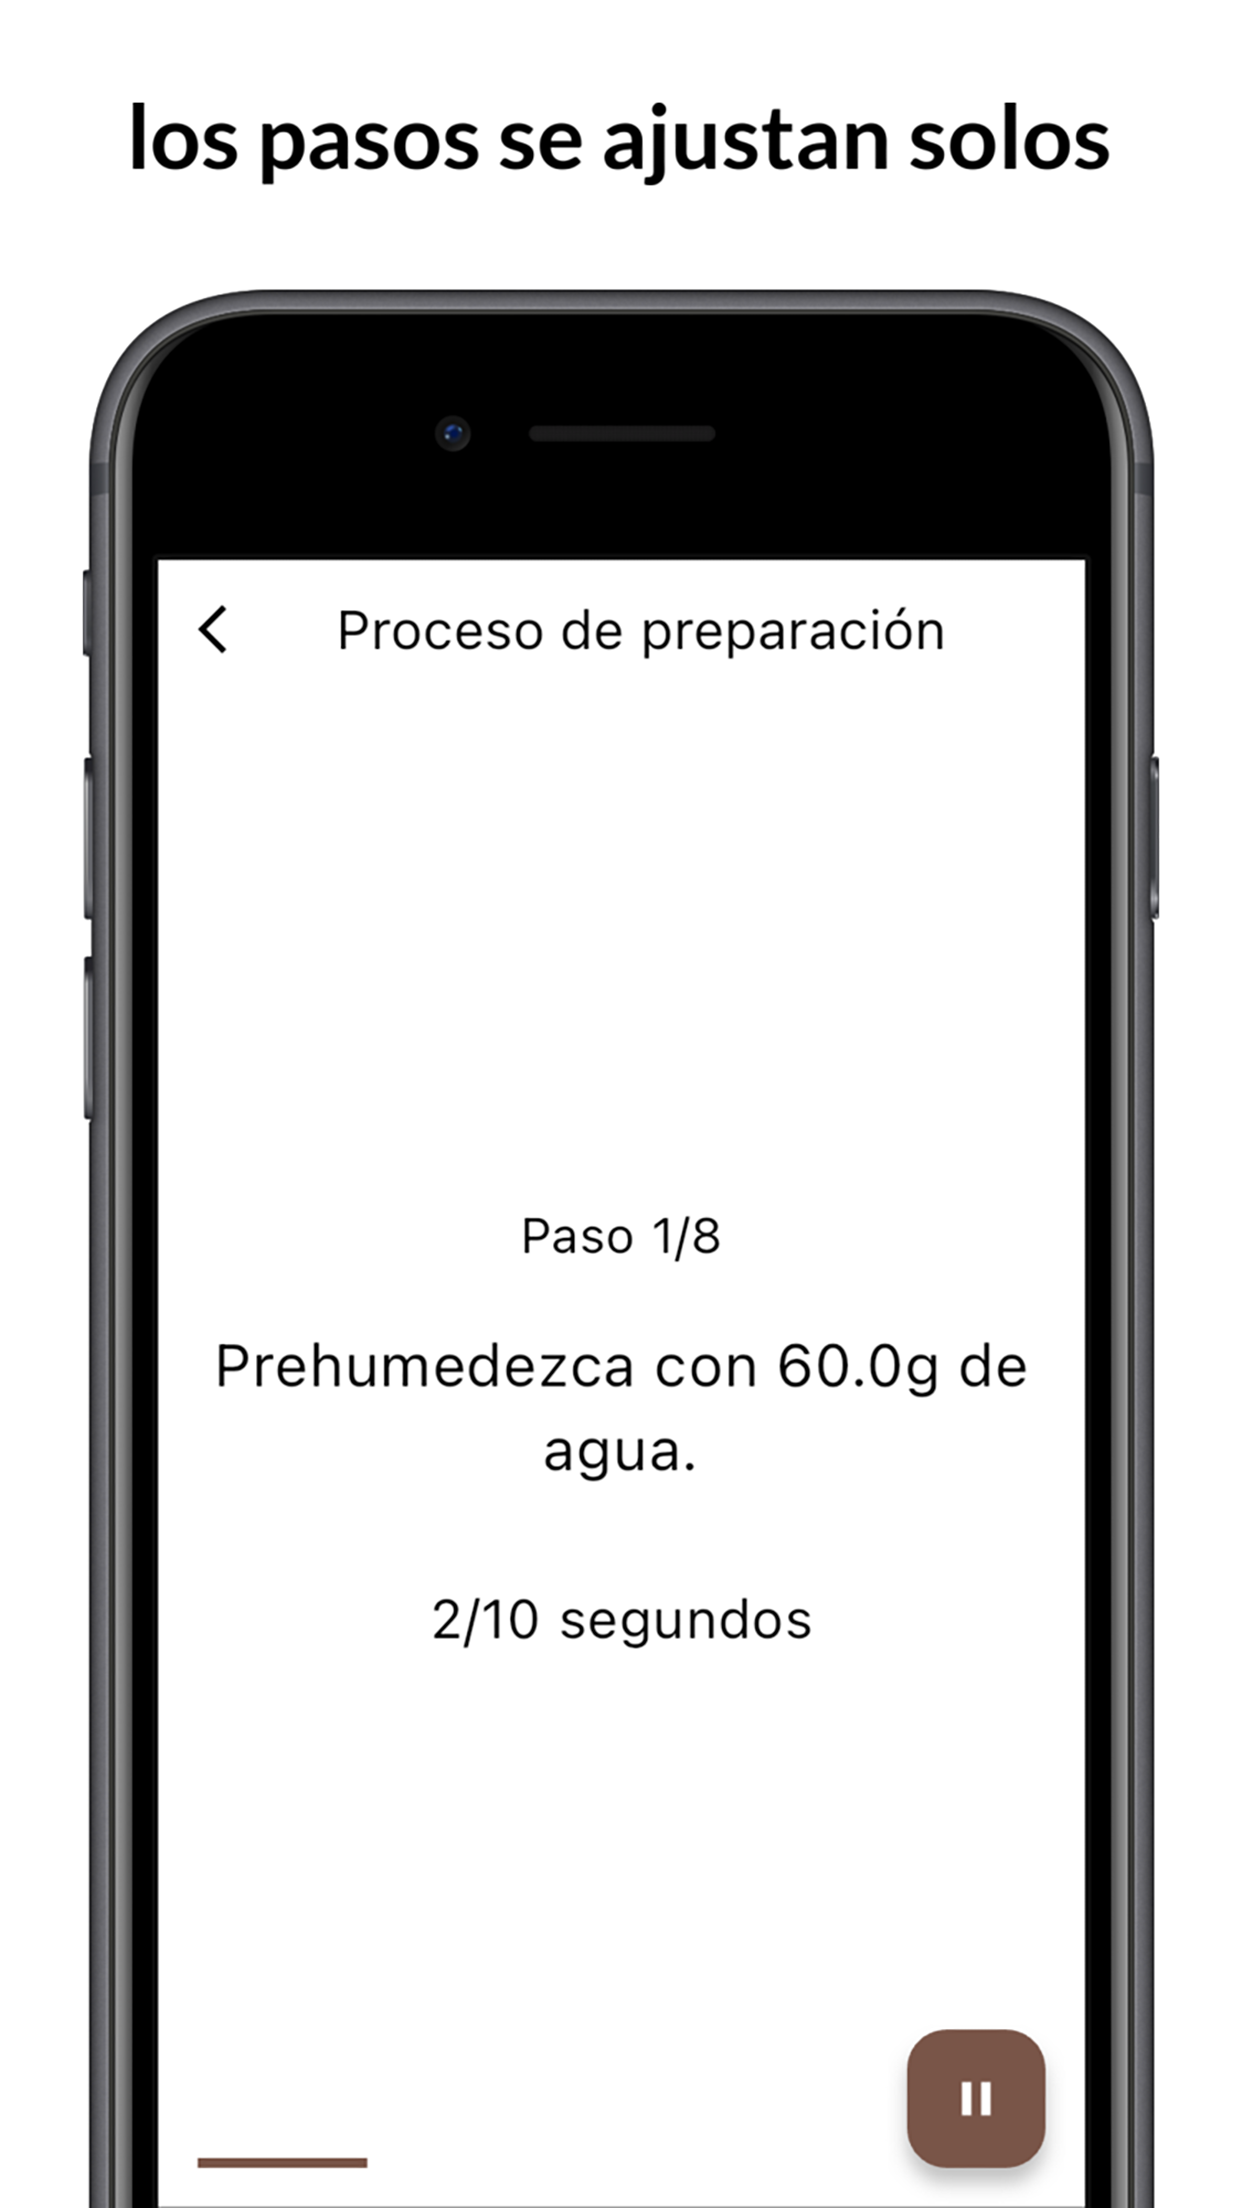 los pasos se ajustan solos
Proceso de preparación
Paso 1/8
Prehumedezca con 60.0g de
agua.
2/10 segundos